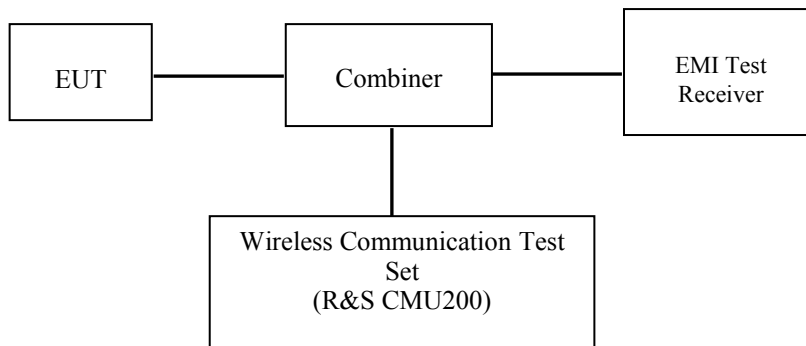 EUT
Combiner
EMI Test
Receiver
Wireless Communication Test
Set
(R&S CMU200)